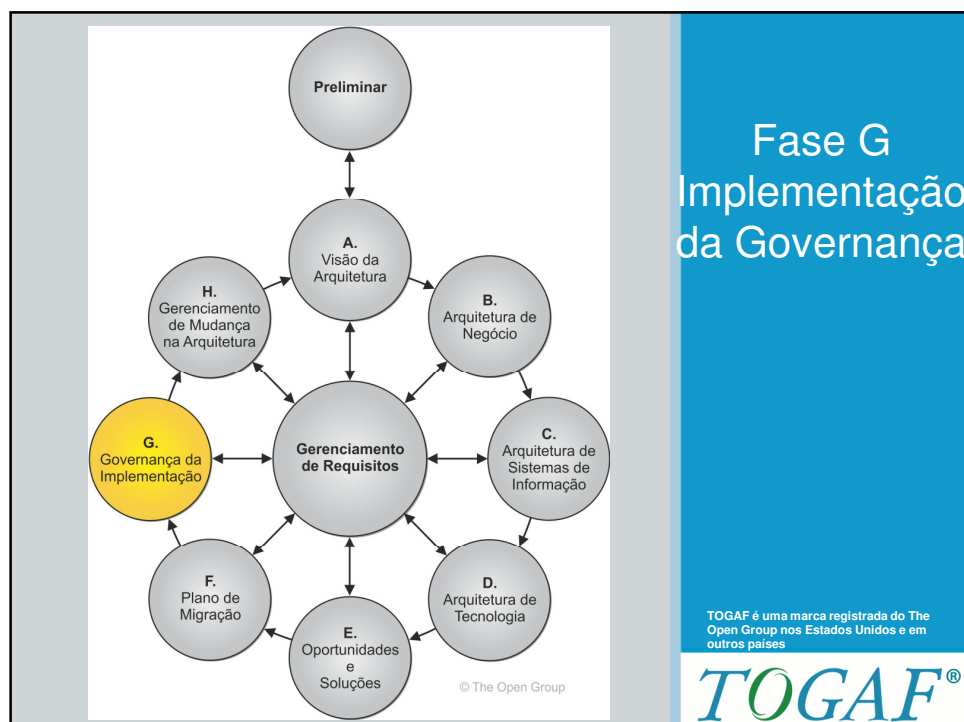 Preliminar
A.
Visão da
Arquitetura
H.
Gerenciamento
de Mudança
na Arquitetura
B.
Arquitetura de
Negócio
G.
Governança da
Implementação
Gerenciamento
de Requisitos
C.
Arquitetura de
Sistemas de
Informação
F.
Plano de
Migração
D.
Arquitetura de
Tecnologia
E.
Oportunidades
e
Soluções
© The Open Group
Fase G
Implementação
da Governança
TOGAF é uma marca registrada do The
Open Group nos Estados Unidos e em
outros países
TOGAF®